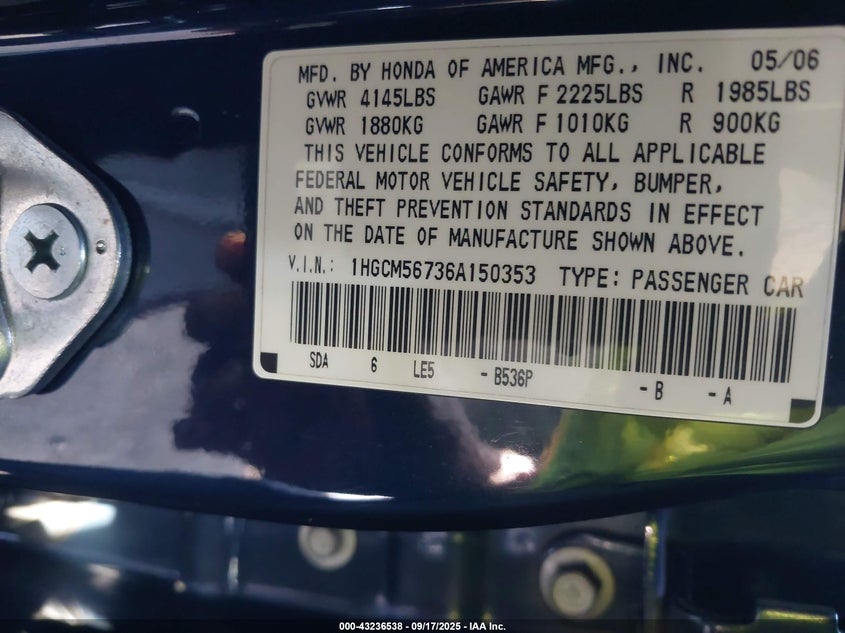 MFD. BY HONDA OF AMERICA MFG., INC. 05/06
GVWR 4145LBS GAWR F 2225LBS R 1985LBS
GVWR 1880KG GAWR F 1010KG R 900KG
THIS VEHICLE CONFORMS TO ALL APPLICABLE
FEDERAL MOTOR VEHICLE SAFETY, BUMPER,
AND THEFT PREVENTION STANDARDS IN EFFECT
ON THE DATE OF MANUFACTURE SHOWN ABOVE.
V.I.N.: 1HGCM56736A150353 TYPE: PASSENGER CAR
SDA 6 LE5 - B536P - B - A
000-43236538 - 09/17/2025 - IAA Inc.